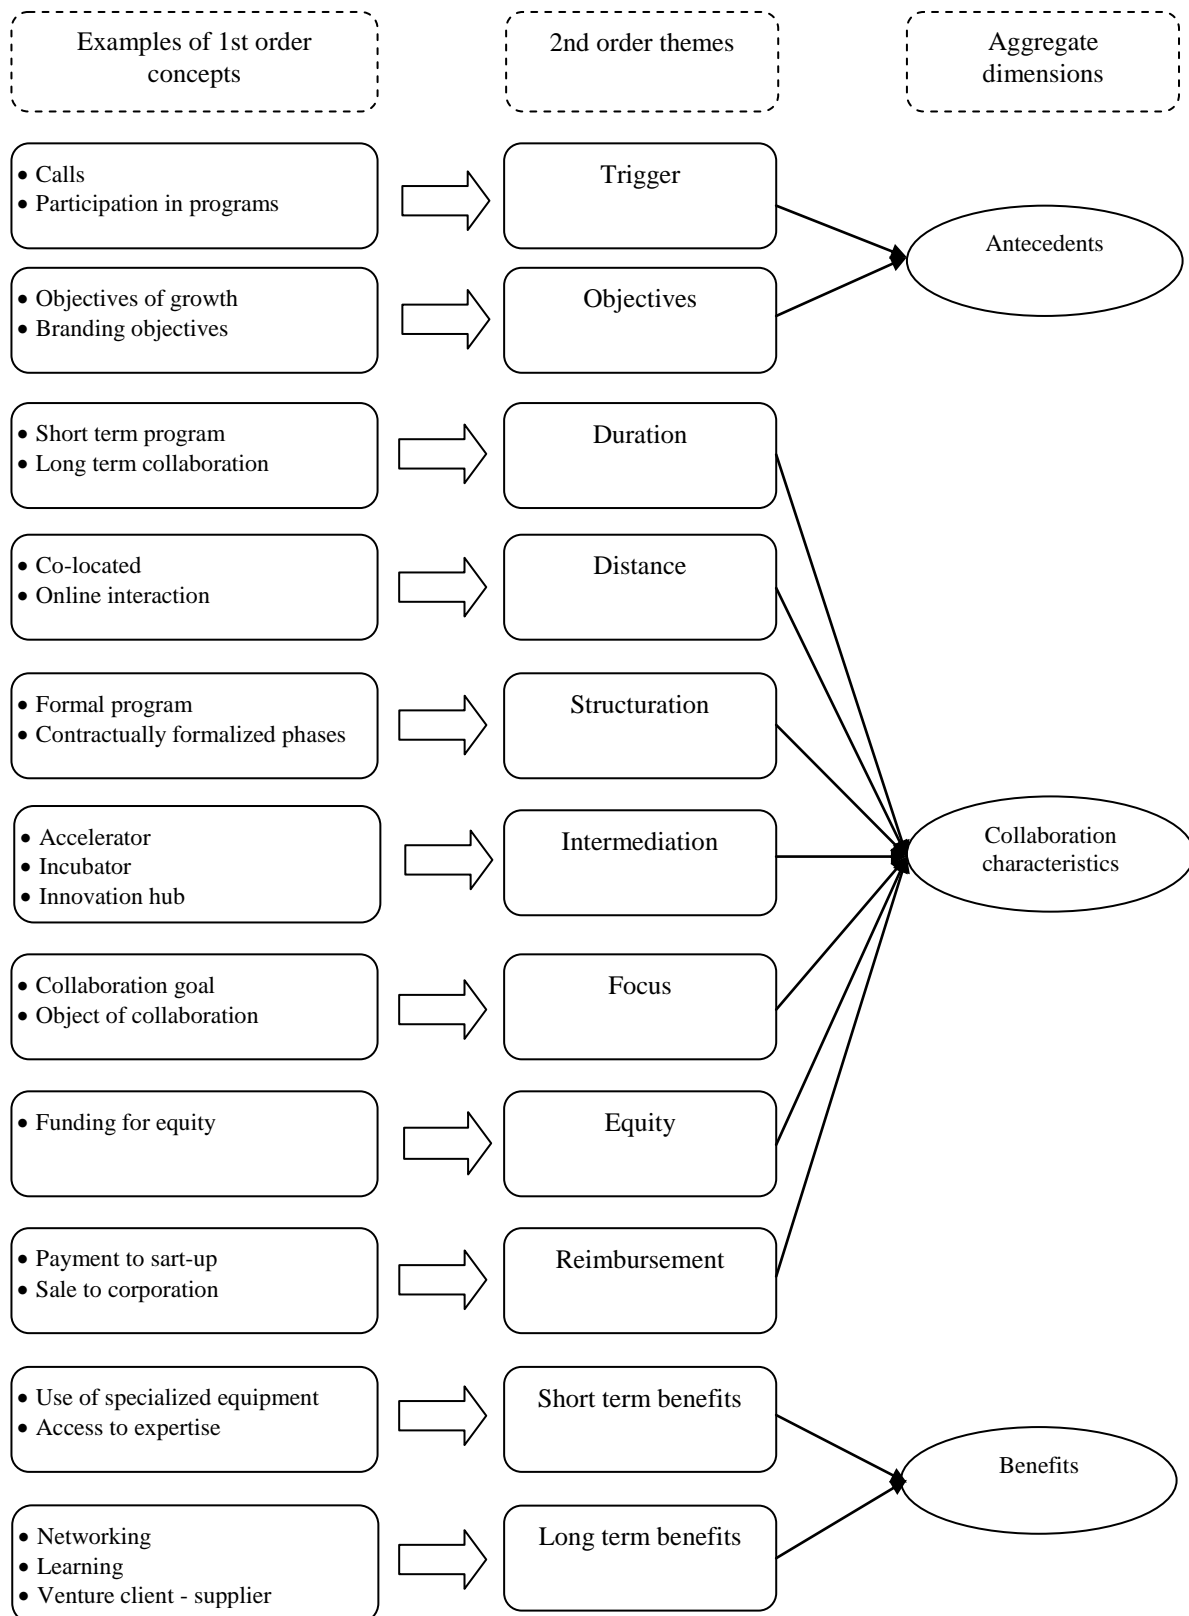 Examples of 1st order
concepts
2nd order themes
Aggregate
dimensions
• Calls
• Participation in programs
Trigger
Antecedents
• Objectives of growth
• Branding objectives
Objectives
• Short term program
• Long term collaboration
Duration
• Co-located
• Online interaction
Distance
• Formal program
• Contractually formalized phases
Structuration
• Accelerator
• Incubator
• Innovation hub
Intermediation
Collaboration
characteristics
• Collaboration goal
• Object of collaboration
Focus
• Funding for equity
Equity
• Payment to sart-up
• Sale to corporation
Reimbursement
• Use of specialized equipment
• Access to expertise
Short term benefits
Benefits
• Networking
• Learning
• Venture client - supplier
Long term benefits